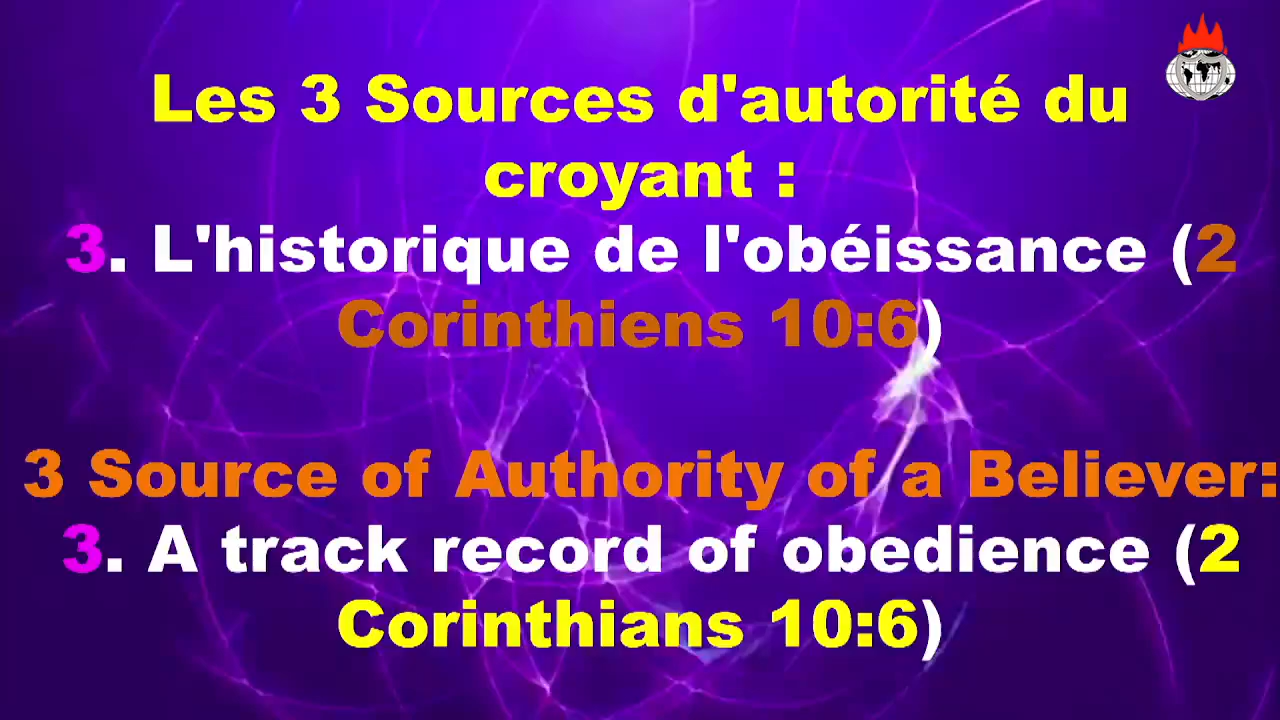 Les 3 Sources d'autorité du
croyant :
3. L'historique de l'obéissance (2
Corinthiens 10:6)
3 Source of Authority of a Believer:
3. A track record of obedience (2
Corinthians 10:6)